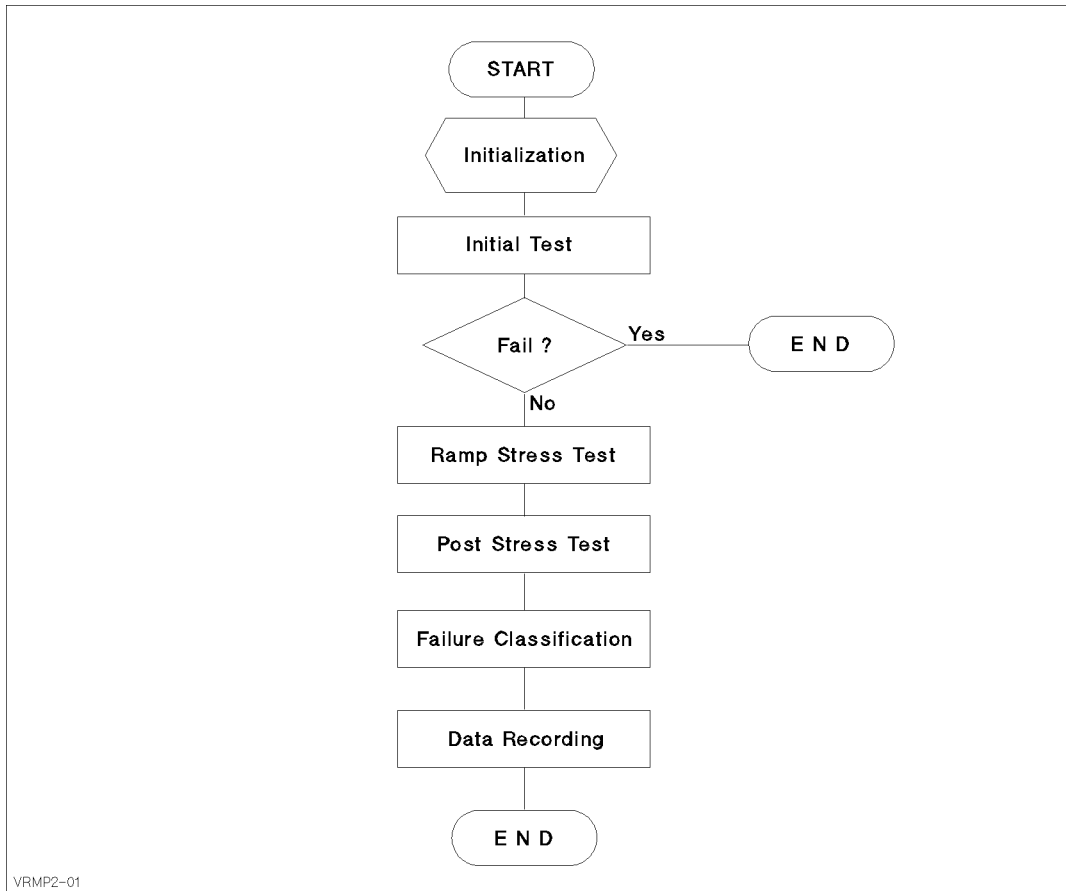 START
Initialization
Initial Test
Fail ?
Yes
E N D
No
Ramp Stress Test
Post Stress Test
Failure Classification
Data Recording
E N D
VRMP2-01